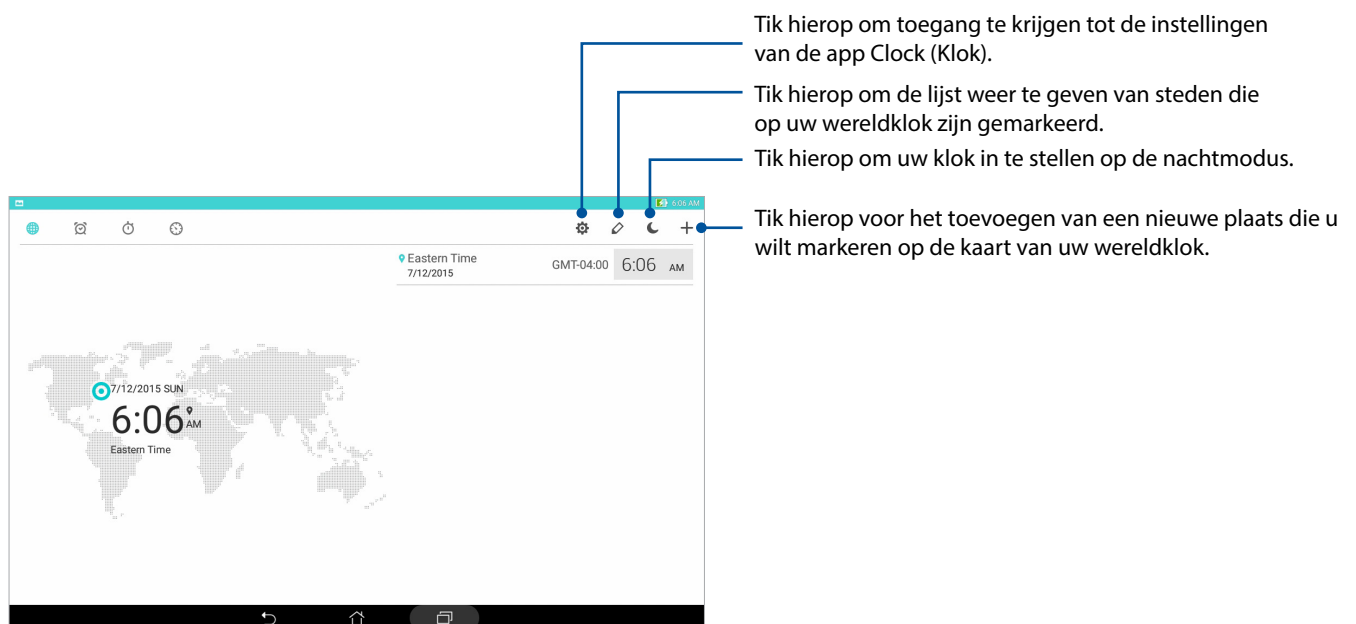 Tik hierop om toegang te krijgen tot de instellingen
van de app Clock (Klok).
Tik hierop om de lijst weer te geven van steden die
op uw wereldklok zijn gemarkeerd.
Tik hierop om uw klok in te stellen op de nachtmodus.
Tik hierop voor het toevoegen van een nieuwe plaats die u
wilt markeren op de kaart van uw wereldklok.
6:06 AM
Eastern Time
7/12/2015
GMT-04:00 6:06 AM
7/12/2015 SUN
6:06 AM
Eastern Time